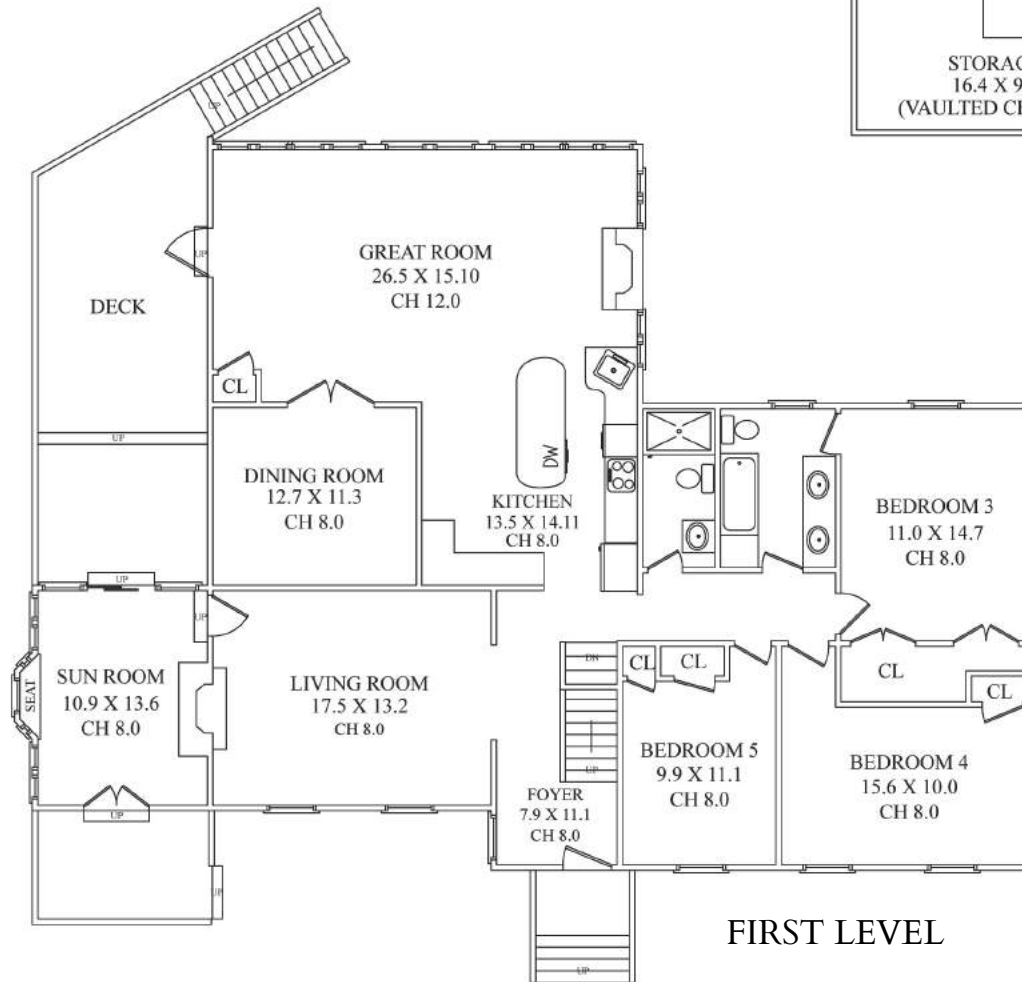 STORAG
16.4 X 9
(VAULTED CE
UP
GREAT ROOM
26.5 X 15.10
CH 12.0
UP
DECK
CL
DW
UP
DINING ROOM
12.7 X 11.3
CH 8.0
KITCHEN
13.5 X 14.11
CH 8.0
BEDROOM 3
11.0 X 14.7
CH 8.0
UP
UP
SUN ROOM
10.9 X 13.6
CH 8.0
SEAT
LIVING ROOM
17.5 X 13.2
CH 8.0
DN
UP
CL
CL
CL
CL
BEDROOM 5
9.9 X 11.1
CH 8.0
BEDROOM 4
15.6 X 10.0
CH 8.0
FOYER
7.9 X 11.1
CH 8.0
UP
UP
UP
FIRST LEVEL